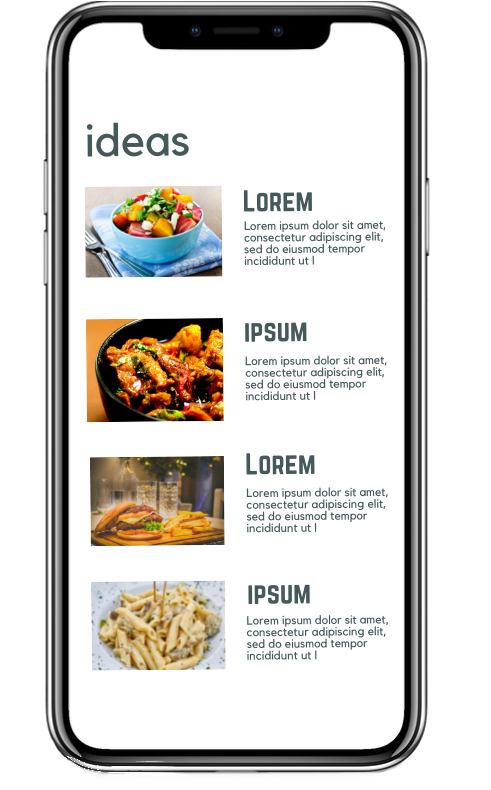 ideas
LOREM
Lorem ipsum dolor sit amet,
consectetur adipiscing elit,
sed do eiusmod tempor
incididunt ut l
IPSUM
Lorem ipsum dolor sit amet,
consectetur adipiscing elit,
sed do eiusmod tempor
incididunt ut l
LOREM
Lorem ipsum dolor sit amet,
consectetur adipiscing elit,
sed do eiusmod tempor
incididunt ut l
IPSUM
Lorem ipsum dolor sit amet,
consectetur adipiscing elit,
sed do eiusmod tempor
incididunt ut l